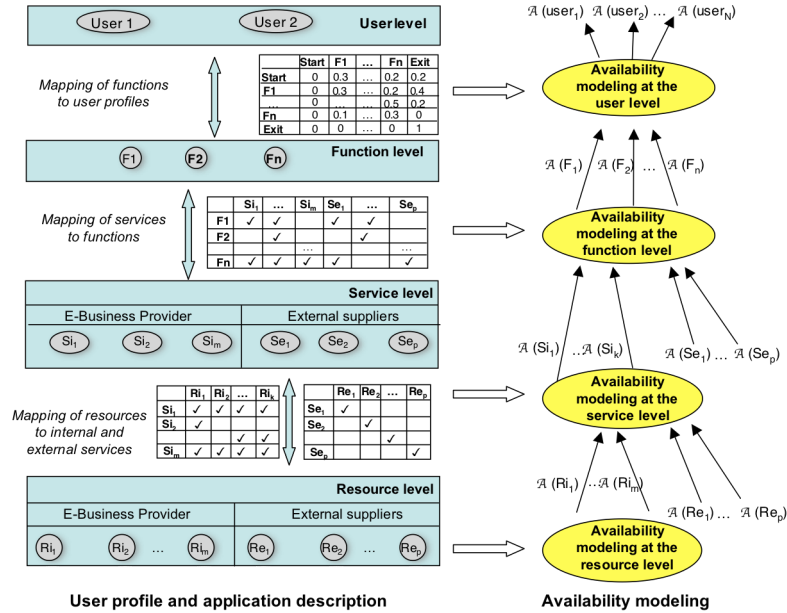 User 1
User 2
User level
Mapping of functions
to user profiles
Start F1 … Fn Exit
Start 0 0.3 … 0.2 0.2
F1 0.3 … 0.2 0.4
… 0 … 0.5 0.2
Fn 0 0.1 … 0.3 0
Exit 0 0 … 0 1
Function level
F1
F2
Fn
Mapping of services
to functions
Si1 … Sim Se1 … Sep
F1 ✓ ✓ ✓ ✓
F2 ✓ ✓
… …
Fn ✓ ✓ ✓ ✓ ✓
Service level
E-Business Provider
External suppliers
Si1
Si2
Sim
Se1
Se2
Sep
Mapping of resources
to internal and
external services
Ri1 Ri2 … Rik
Si1 ✓ ✓ ✓ ✓
Si2 ✓
✓ ✓
Sim ✓ ✓ ✓ ✓
Re1 Re2 … Rep
Se1 ✓
Se2 ✓
✓
Sep ✓
Resource level
E-Business Provider
External suppliers
Ri1
Ri2
…
Rim
Re1
Re2
…
Rep
User profile and application description
𝒜 (user1) 𝒜 (user2) … 𝒜 (userN)
Availability
modeling at the
user level
𝒜 (F1) 𝒜 (F2) … 𝒜 (Fn)
Availability
modeling at the
function level
𝒜 (Si1) …𝒜 (Sik)
𝒜 (Se1) … 𝒜 (Sep)
Availability
modeling at the
service level
𝒜 (Ri1) …𝒜 (Rim)
𝒜 (Re1) … 𝒜 (Rep)
Availability
modeling at the
resource level
Availability modeling